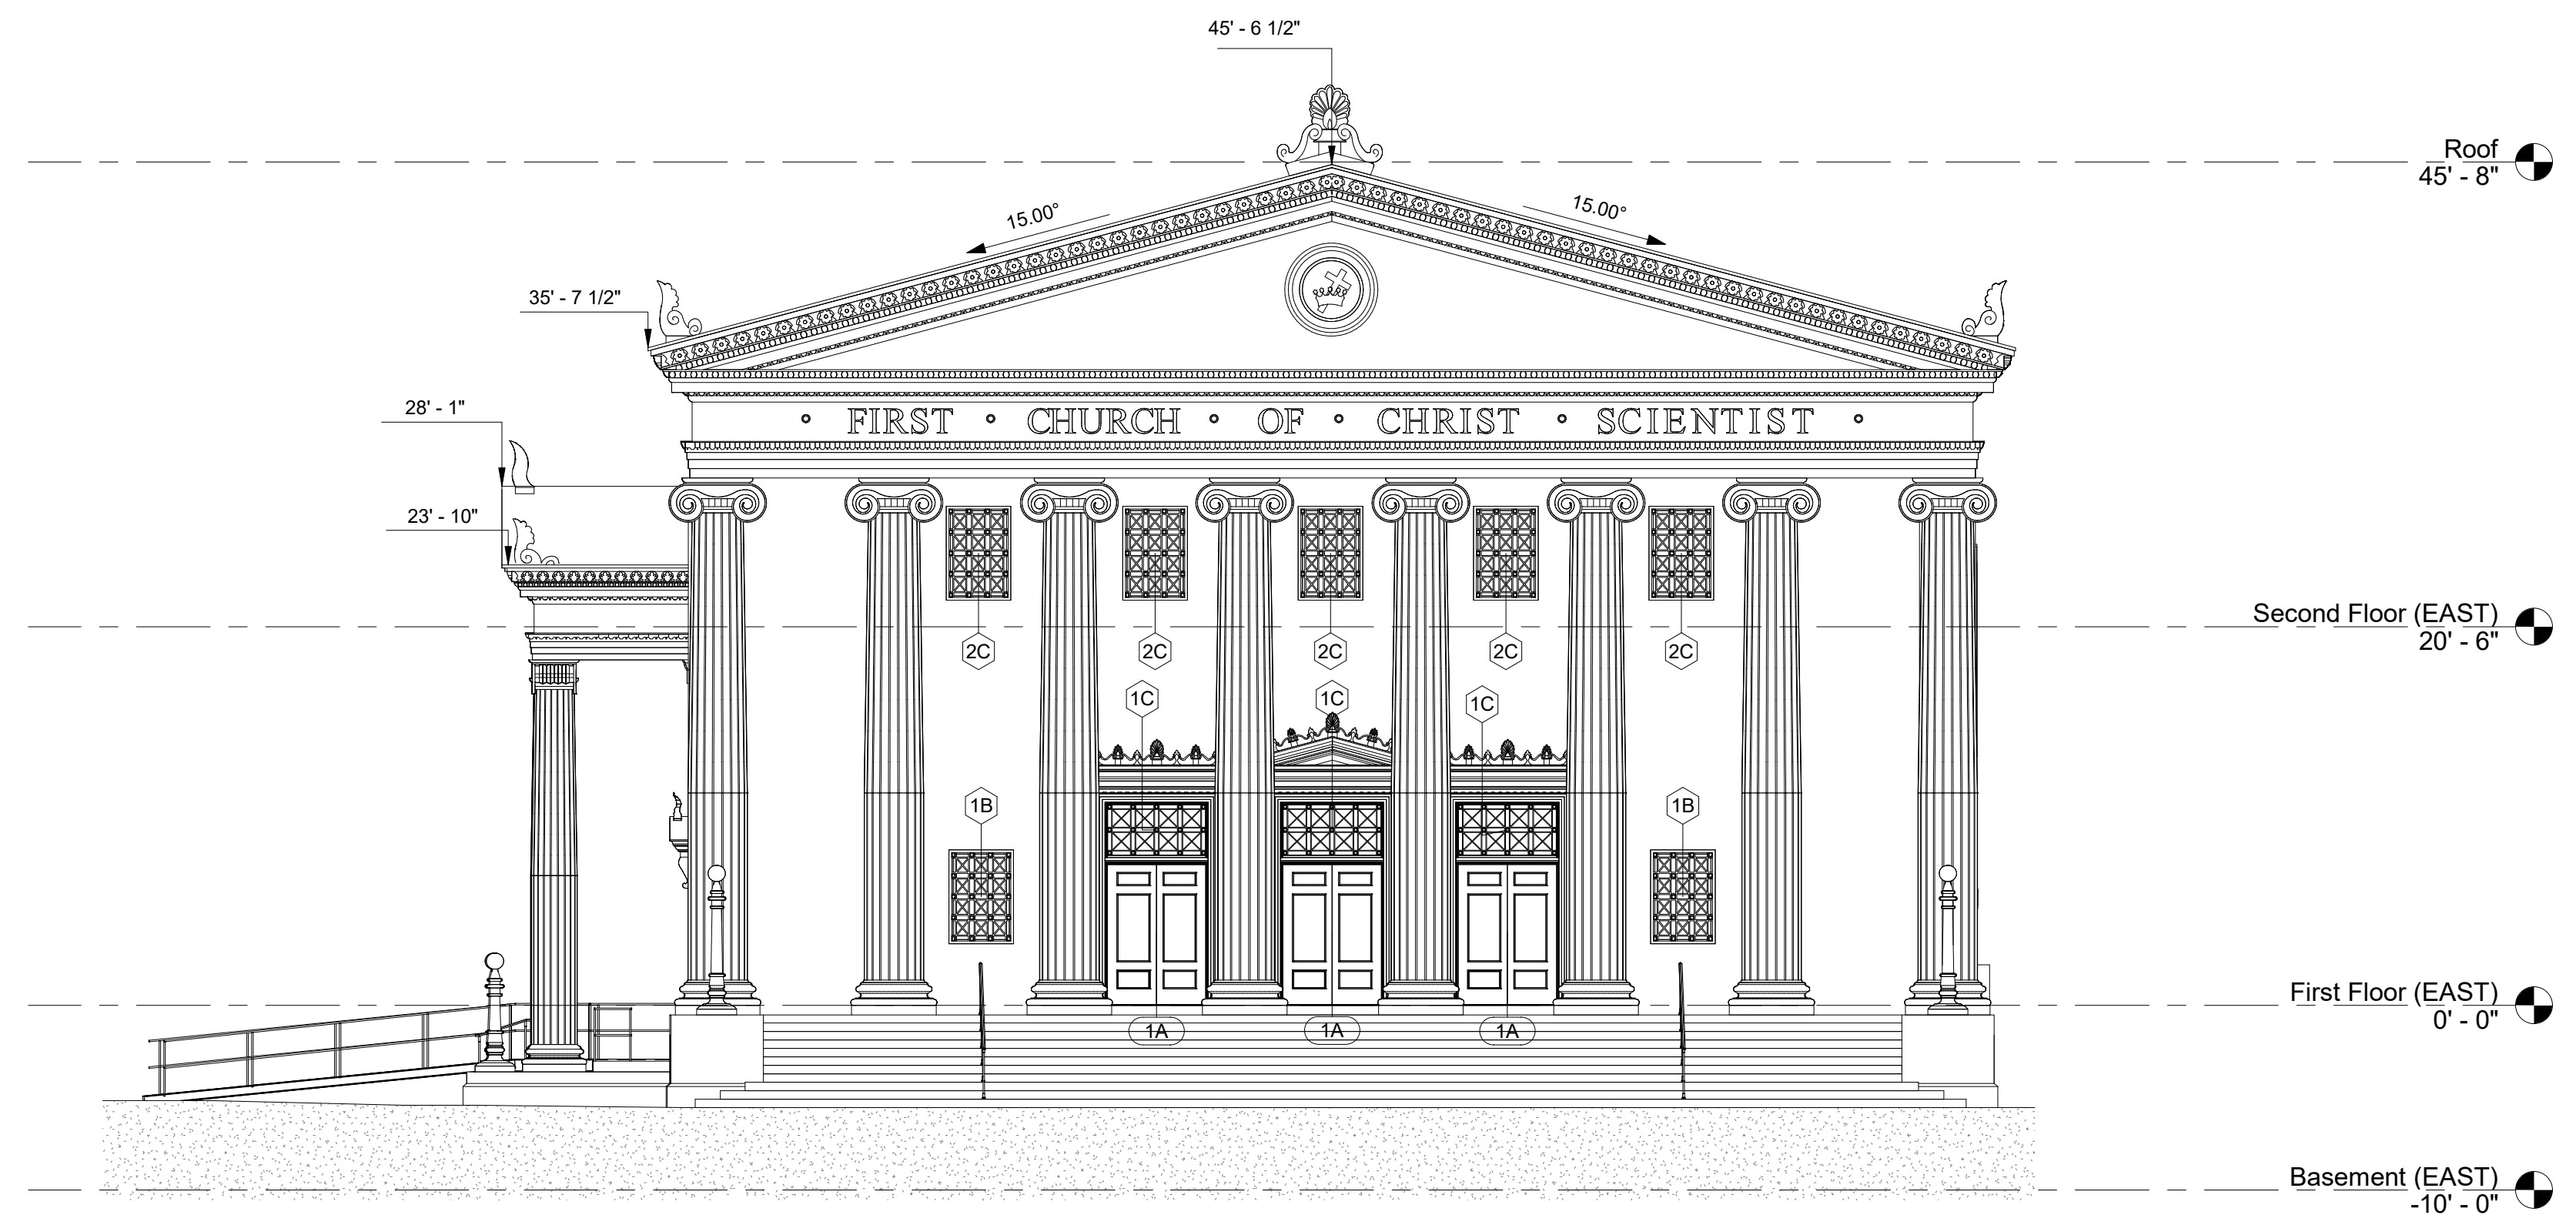 45' - 6 1/2"
Roof
45' - 8"
15.00°
15.00°
35' - 7 1/2"
28' - 1"
FIRST CHURCH OF CHRIST SCIENTIST
23' - 10"
Second Floor (EAST)
20' - 6"
2C
2C
2C
2C
2C
1C
1C
1C
1B
1B
First Floor (EAST)
0' - 0"
1A
1A
1A
Basement (EAST)
-10' - 0"